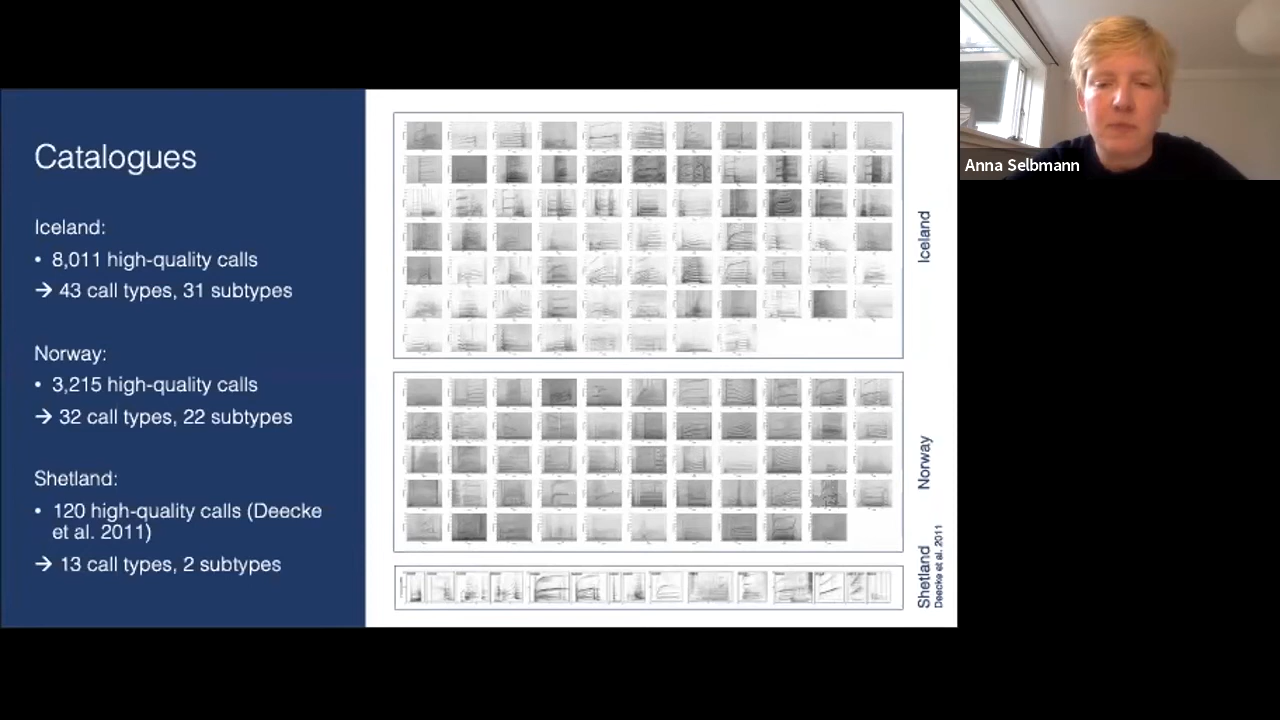 Catalogues
Iceland:
• 8,011 high-quality calls
→ 43 call types, 31 subtypes
Norway:
• 3,215 high-quality calls
→ 32 call types, 22 subtypes
Shetland:
• 120 high-quality calls (Deecke
et al. 2011)
→ 13 call types, 2 subtypes
Iceland
Norway
Shetland
Deecke et al. 2011
Anna Selbmann